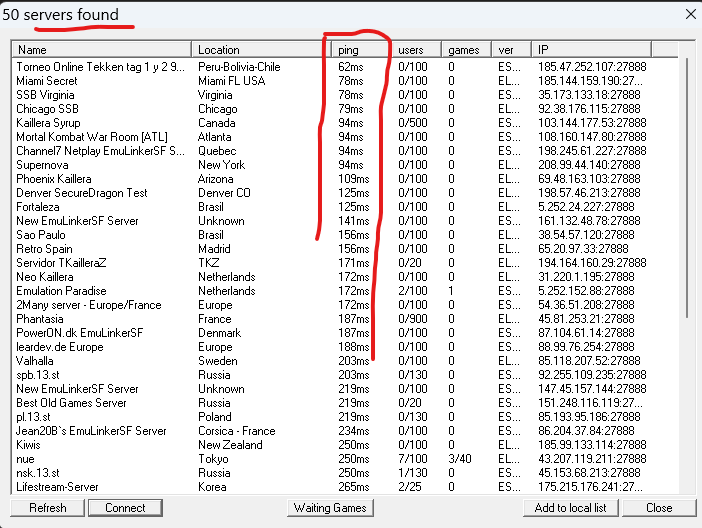 50 servers found
Name Location ping users games ver IP
Torneo Online Tekken tag 1 y 2 9... Peru-Bolivia-Chile 62ms 0/100 0 ES... 185.47.252.107:27888
Miami Secret Miami FL USA 78ms 0/100 0 EL... 185.144.159.190:27...
SSB Virginia Virginia 78ms 0/100 0 ES... 35.173.133.18:27888
Chicago SSB Chicago 79ms 0/100 0 EL... 92.38.176.115:27888
Kaillera Syrup Canada 94ms 0/500 0 ES... 103.144.177.53:27888
Mortal Kombat War Room [ATL] Atlanta 94ms 0/100 0 EL... 108.160.147.80:27888
Channel7 Netplay EmuLinkerSF S... Quebec 94ms 0/100 0 ES... 198.245.61.227:27888
Supernova New York 94ms 0/100 0 EL... 208.99.44.140:27888
Phoenix Kaillera Arizona 109ms 0/100 0 EL... 69.48.163.103:27888
Denver SecureDragon Test Denver CO 125ms 0/100 0 ES... 198.57.46.213:27888
Fortaleza Brasil 125ms 0/100 0 ES... 5.252.24.227:27888
New EmuLinkerSF Server Unknown 141ms 0/100 0 ES... 161.132.48.78:27888
Sao Paulo Brasil 156ms 0/100 0 EL... 38.54.57.120:27888
Retro Spain Madrid 156ms 0/100 0 ES... 65.20.97.33:27888
Servidor TKailleraZ TKZ 171ms 0/20 0 ES... 194.164.160.29:27888
Neo Kaillera Netherlands 172ms 0/100 0 EL... 31.220.1.195:27888
Emulation Paradise Netherlands 172ms 2/100 1 EL... 5.252.152.88:27888
2Many server - Europe/France Europe 172ms 0/100 0 ES... 54.36.51.208:27888
Phantasia France 187ms 0/900 0 EL... 45.81.253.21:27888
PowerON.dk EmuLinkerSF Denmark 187ms 0/100 0 ES... 87.104.61.14:27888
leardev.de Europe Europe 188ms 0/100 0 EL... 88.99.76.254:27888
Valhalla Sweden 203ms 0/100 0 EL... 85.118.207.52:27888
spb.13.st Russia 203ms 0/130 0 ES... 92.255.109.235:27888
New EmuLinkerSF Server Unknown 219ms 0/100 0 ES... 147.45.157.144:27888
Best Old Games Server Russia 219ms 0/20 0 ES... 151.248.116.119:27...
pl.13.st Poland 219ms 0/130 0 ES... 85.193.95.186:27888
Jean20B`s EmuLinkerSF Server Corsica - France 234ms 0/100 0 ES... 86.204.37.84:27888
Kiwis New Zealand 250ms 0/100 0 EL... 185.99.133.114:27888
nue Tokyo 250ms 7/100 3/40 EL... 43.207.119.211:27888
nsk.13.st Russia 250ms 1/130 0 ES... 45.153.68.213:27888
Lifestream-Server Korea 265ms 2/25 0 ES... 175.215.176.241:27...
Refresh Connect Waiting Games Add to local list Close